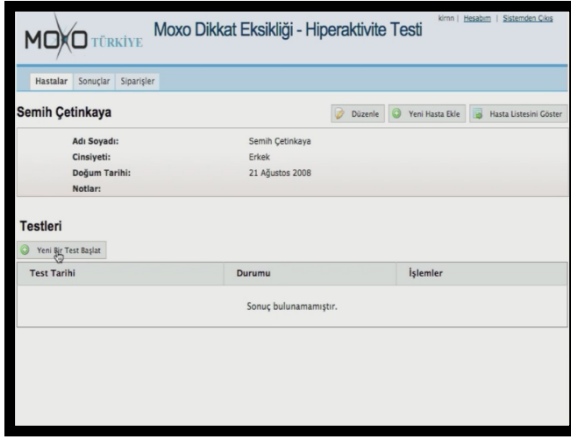 MOXO TÜRKİYE
Moxo Dikkat Eksikliği - Hiperaktivite Testi
kimn | Hesabım | Sistemden Çıkış
Hastalar Sonuçlar Siparişler
Semih Çetinkaya
Düzenle Yeni Hasta Ekle Hasta Listesini Göster
Adı Soyadı: Semih Çetinkaya
Cinsiyeti: Erkek
Doğum Tarihi: 21 Ağustos 2008
Notlar:
Testleri
Yeni Bir Test Başlat
Test Tarihi Durumu İşlemler
Sonuç bulunamamıştır.